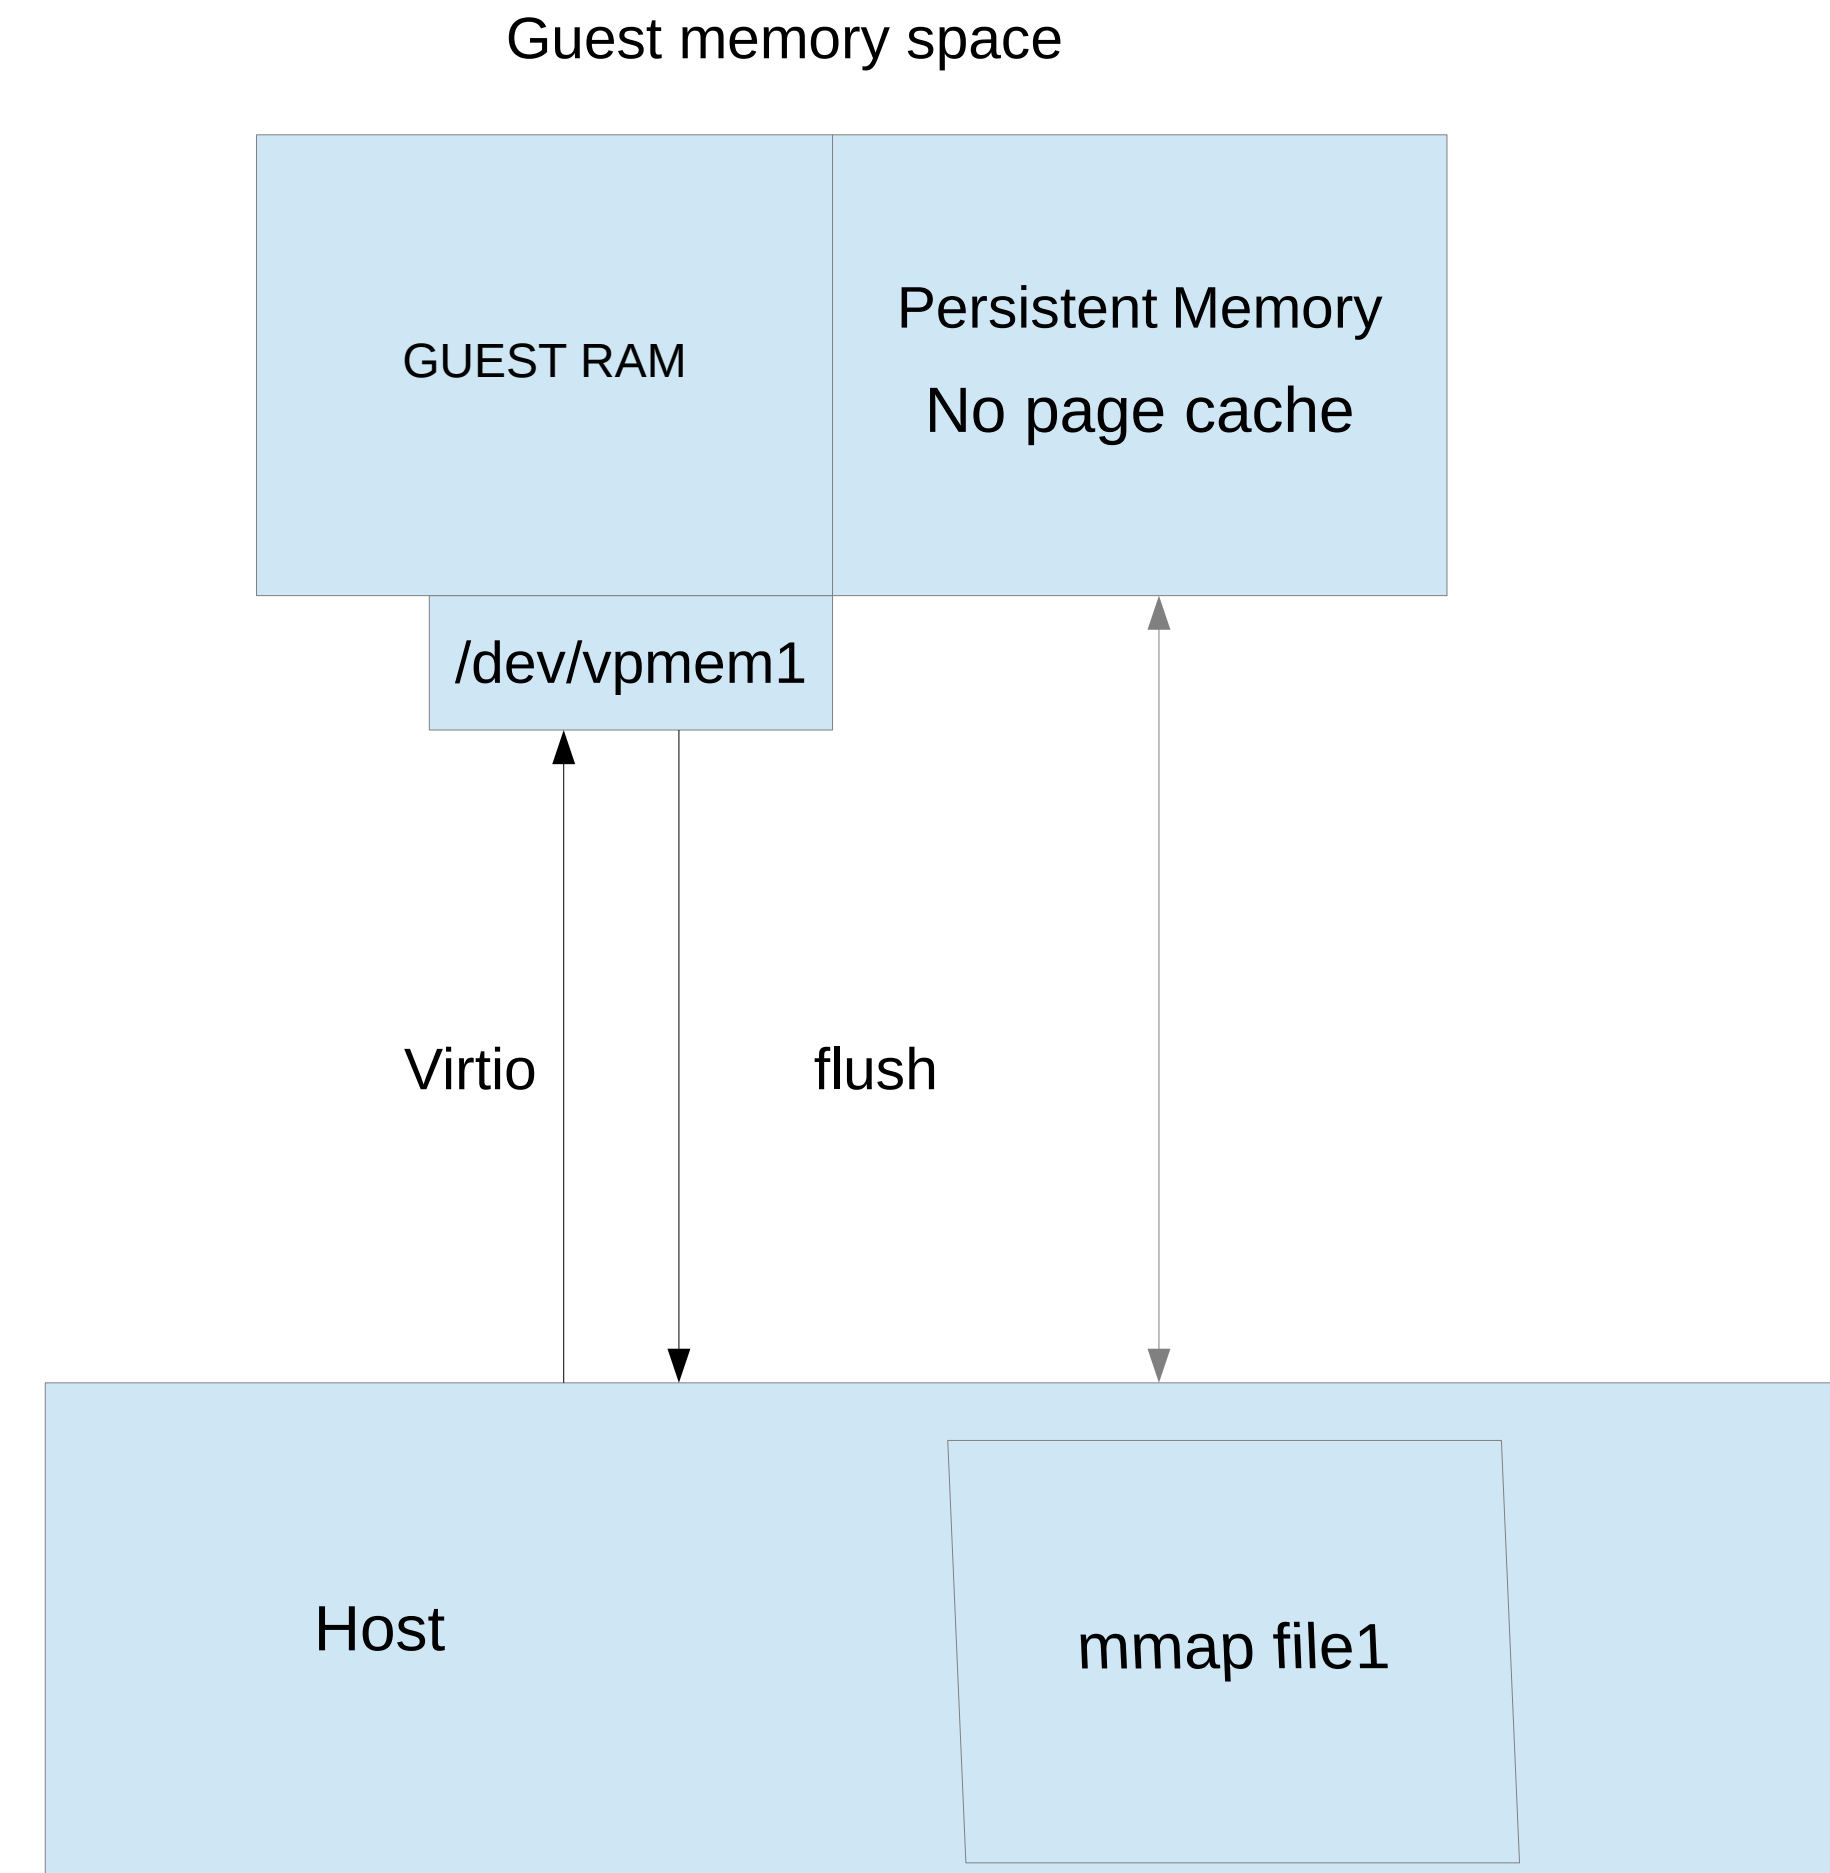 Guest memory space
GUEST RAM
Persistent Memory
No page cache
/dev/vpmem1
Virtio
flush
Host
mmap file1